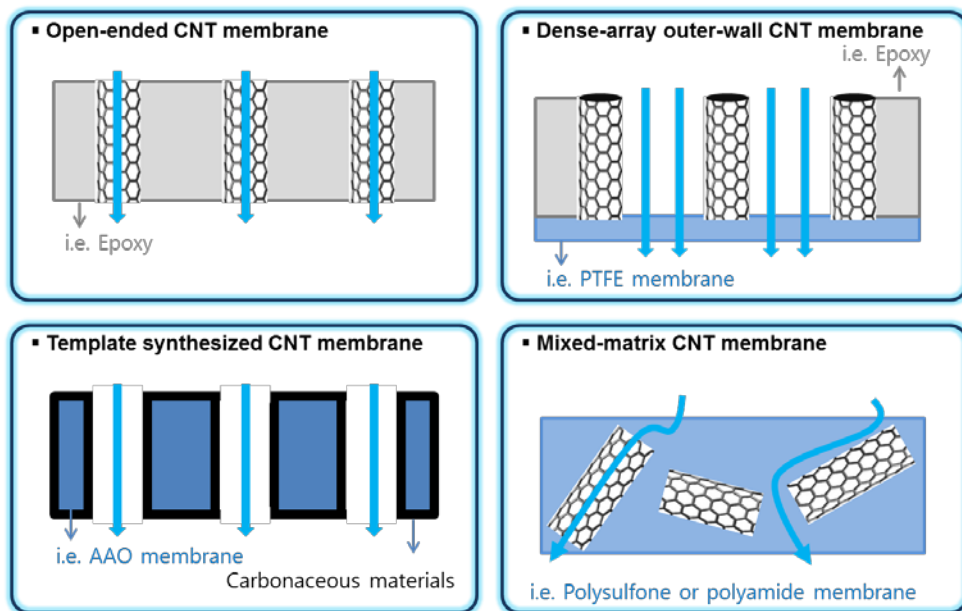 ▪ Open-ended CNT membrane
i.e. Epoxy
▪ Dense-array outer-wall CNT membrane
i.e. Epoxy
i.e. PTFE membrane
▪ Template synthesized CNT membrane
i.e. AAO membrane
Carbonaceous materials
▪ Mixed-matrix CNT membrane
i.e. Polysulfone or polyamide membrane